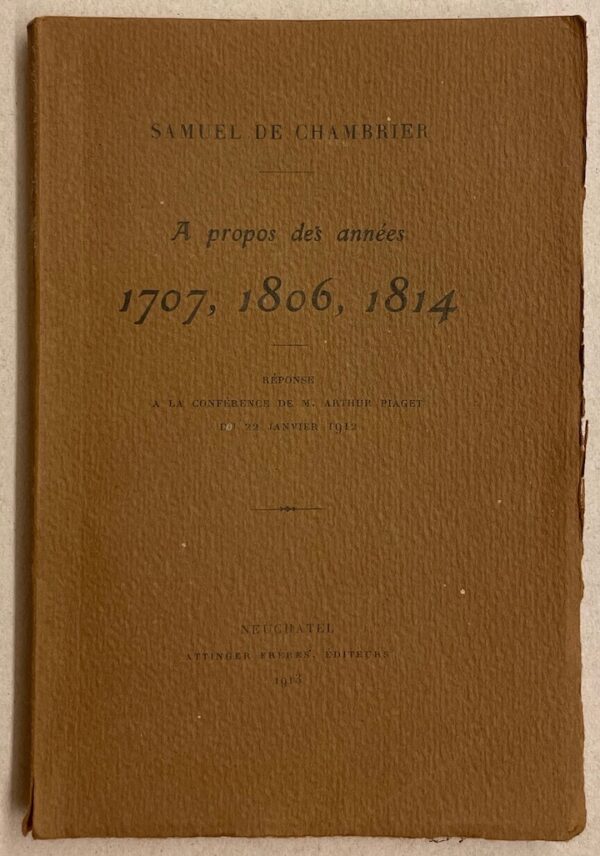 SAMUEL DE CHAMBRIER
A propos des années
1707, 1806, 1814
RÉPONSE
A LA CONFÉRENCE DE M. ARTHUR PIAGET
DU 22 JANVIER 1912
NEUCHATEL
ATTINGER FRÈRES, ÉDITEURS
1913